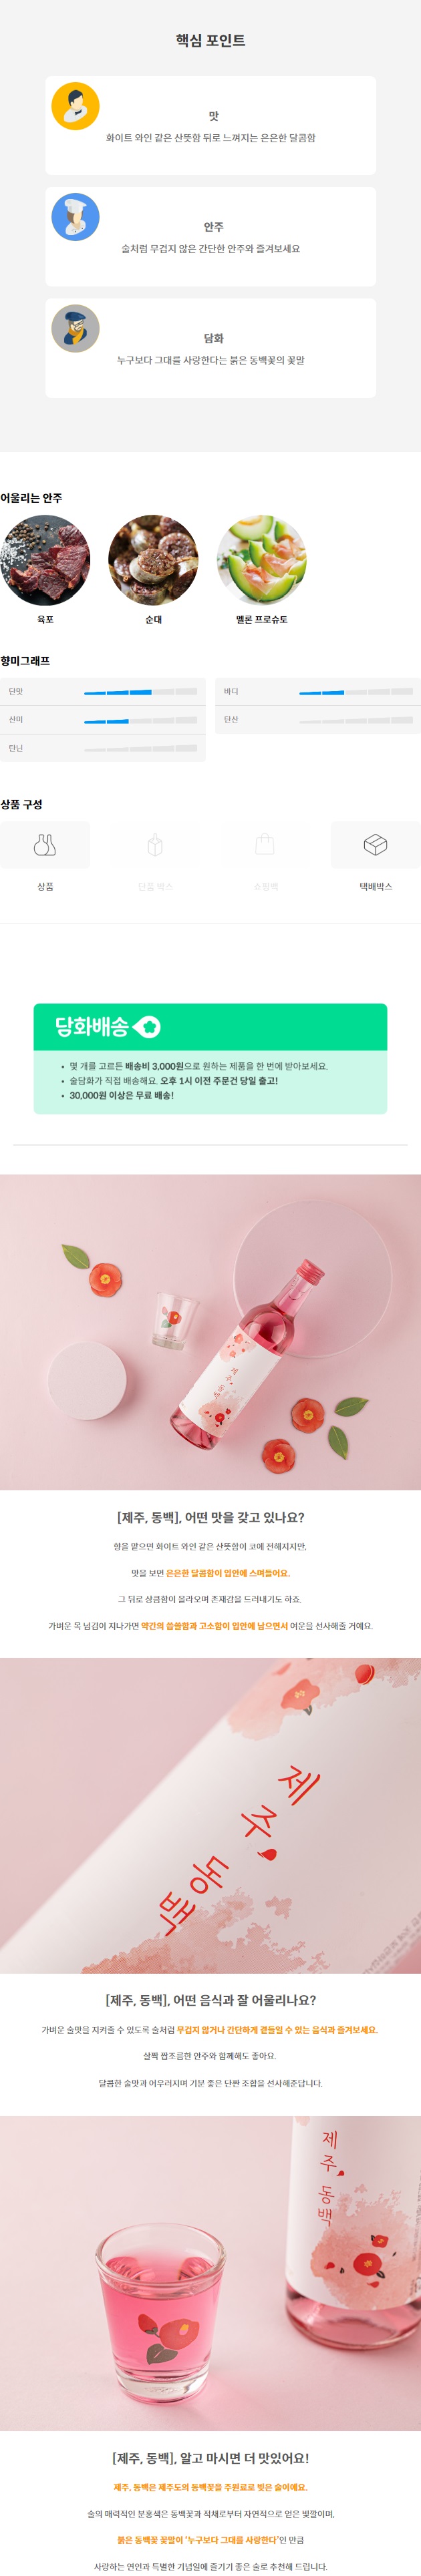 핵심 포인트
맛
화이트 와인 같은 산뜻함 뒤로 느껴지는 은은한 달콤함
안주
술처럼 무겁지 않은 간단한 안주와 즐겨보세요
담화
누구보다 그대를 사랑한다는 붉은 동백꽃의 꽃말
어울리는 안주
육포
순대
멜론 프로슈토
향미그래프
단맛
바디
산미
탄산
탄닌
상품 구성
상품
단품 박스
쇼핑백
택배박스
담화배송
• 몇 개를 고르든 배송비 3,000원으로 원하는 제품을 한 번에 받아보세요.
• 술담화가 직접 배송해요. 오후 1시 이전 주문건 당일 출고!
• 30,000원 이상은 무료 배송!
제주, 동백
[제주, 동백], 어떤 맛을 갖고 있나요?
향을 맡으면 화이트 와인 같은 산뜻함이 코에 전해지지만,
맛을 보면 은은한 달콤함이 입안에 스며들어요.
그 뒤로 상큼함이 올라오며 존재감을 드러내기도 하죠.
가벼운 목 넘김이 지나가면 약간의 씁쓸함과 고소함이 입안에 남으면서 여운을 선사해줄 거예요.
제주, 동백
[제주, 동백], 어떤 음식과 잘 어울리나요?
가벼운 술맛을 지켜줄 수 있도록 술처럼 무겁지 않거나 간단하게 곁들일 수 있는 음식과 즐겨보세요.
살짝 짭조름한 안주와 함께해도 좋아요.
달콤한 술맛과 어우러지며 기분 좋은 단짠 조합을 선사해준답니다.
제주, 동백
[제주, 동백], 알고 마시면 더 맛있어요!
제주, 동백은 제주도의 동백꽃을 주원료로 빚은 술이에요.
술의 매력적인 분홍색은 동백꽃과 적채로부터 자연적으로 얻은 빛깔이며,
붉은 동백꽃 꽃말이 '누구보다 그대를 사랑한다'인 만큼
사랑하는 연인과 특별한 기념일에 즐기기 좋은 술로 추천해 드립니다.